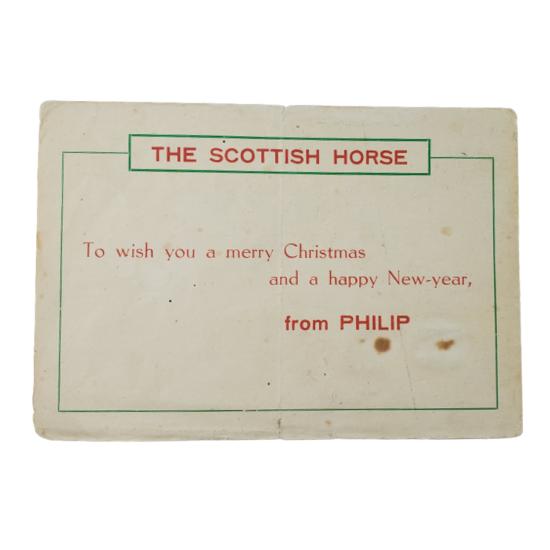 THE SCOTTISH HORSE
To wish you a merry Christmas
and a happy New-year,
from PHILIP